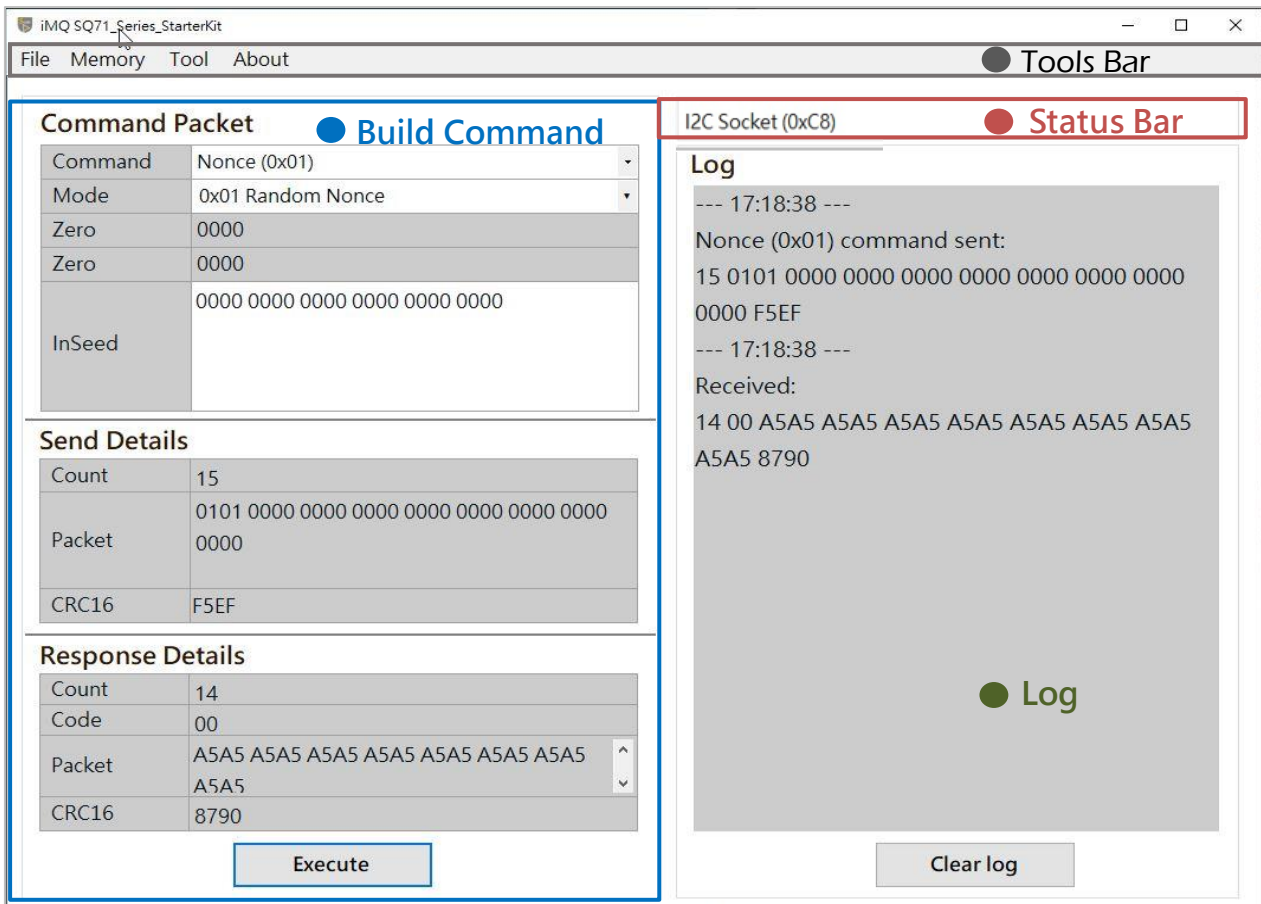 iMQ SQ71_Series_StarterKit
File Memory Tool About
Tools Bar
Command Packet
Build Command
Command Nonce (0x01)
Mode 0x01 Random Nonce
Zero 0000
Zero 0000
InSeed 0000 0000 0000 0000 0000 0000
Send Details
Count 15
Packet 0101 0000 0000 0000 0000 0000 0000 0000
0000
CRC16 F5EF
Response Details
Count 14
Code 00
Packet A5A5 A5A5 A5A5 A5A5 A5A5 A5A5 A5A5
A5A5
CRC16 8790
Execute
I2C Socket (0xC8)
Status Bar
Log
--- 17:18:38 ---
Nonce (0x01) command sent:
15 0101 0000 0000 0000 0000 0000 0000 0000
0000 F5EF
--- 17:18:38 ---
Received:
14 00 A5A5 A5A5 A5A5 A5A5 A5A5 A5A5 A5A5
A5A5 8790
Log
Clear log